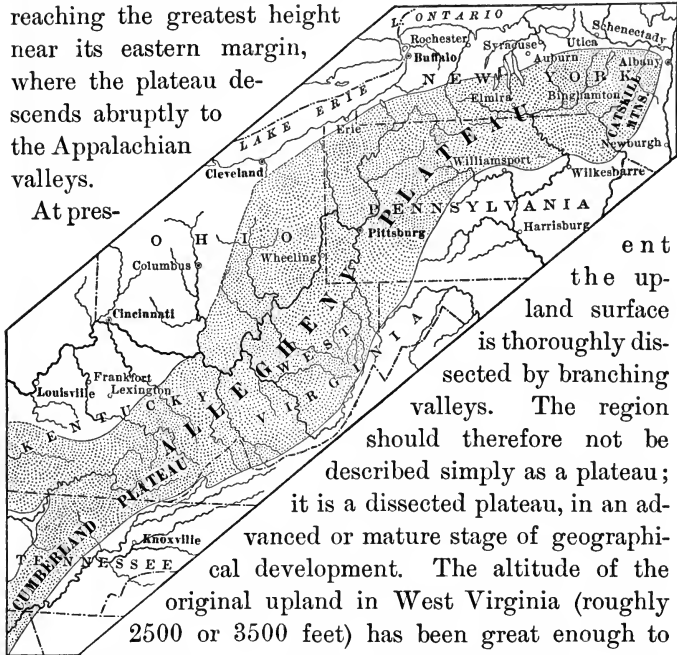 reaching the greatest height
near its eastern margin,
where the plateau de-
scends abruptly to
the Appalachian
valleys.
At pres-
ent
the up-
land surface
is thoroughly dis-
sected by branching
valleys. The region
should therefore not be
described simply as a plateau;
it is a dissected plateau, in an ad-
vanced or mature stage of geographi-
cal development. The altitude of the
original upland in West Virginia (roughly
2500 or 3500 feet) has been great enough to
L. ONTARIO
Rochester
Syracuse
Utica
Schenectady
Buffalo
Auburn
Albany
NEW YORK
Elmira
Binghamton
CATSKILL
MTNS.
LAKE ERIE
Erie
Newburgh
Cleveland
Williamsport
Wilkesbarre
PENNSYLVANIA
Pittsburg
Harrisburg
OHIO
Wheeling
Columbus
Cincinnati
ALLEGHENY PLATEAU
WEST VIRGINIA
Frankfort
Louisville
Lexington
KENTUCKY
CUMBERLAND PLATEAU
Knoxville
TENNESSEE